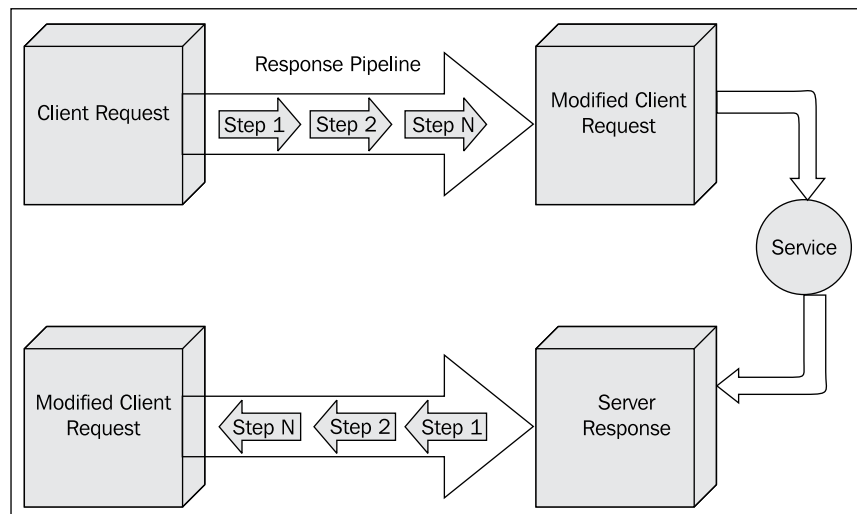 Response Pipeline
Client Request
Step 1
Step 2
Step N
Modified Client
Request
Service
Modified Client
Request
Step N
Step 2
Step 1
Server
Response